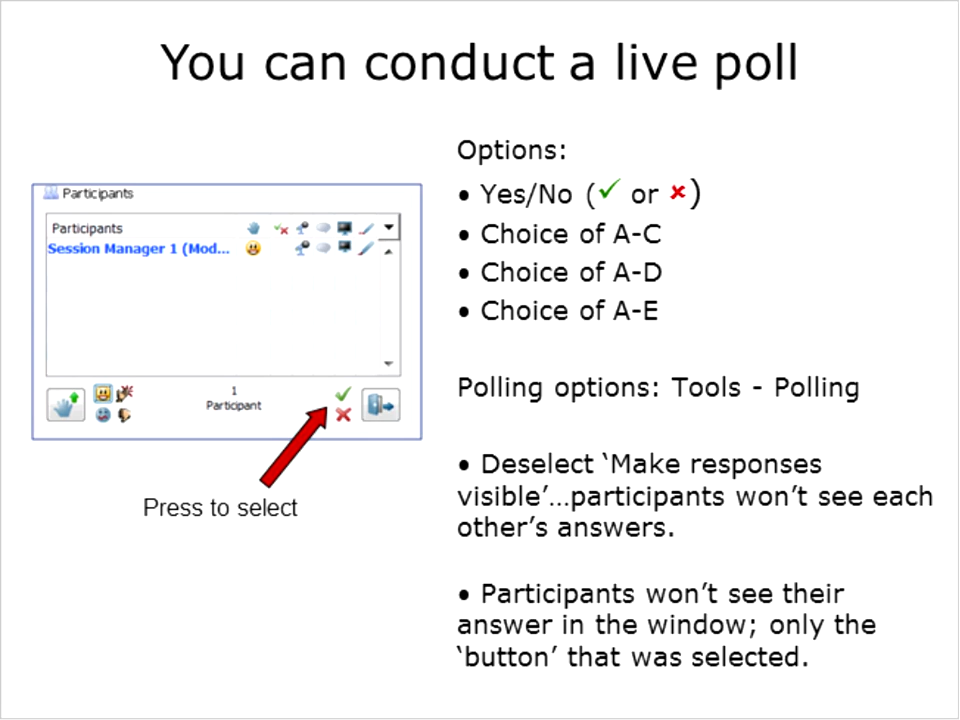 You can conduct a live poll
Participants
Participants
Session Manager 1 (Mod...
1
Participant
Press to select
Options:
• Yes/No (✓ or ✗)
• Choice of A-C
• Choice of A-D
• Choice of A-E
Polling options: Tools - Polling
• Deselect ‘Make responses
visible’…participants won’t see each
other’s answers.
• Participants won’t see their
answer in the window; only the
‘button’ that was selected.